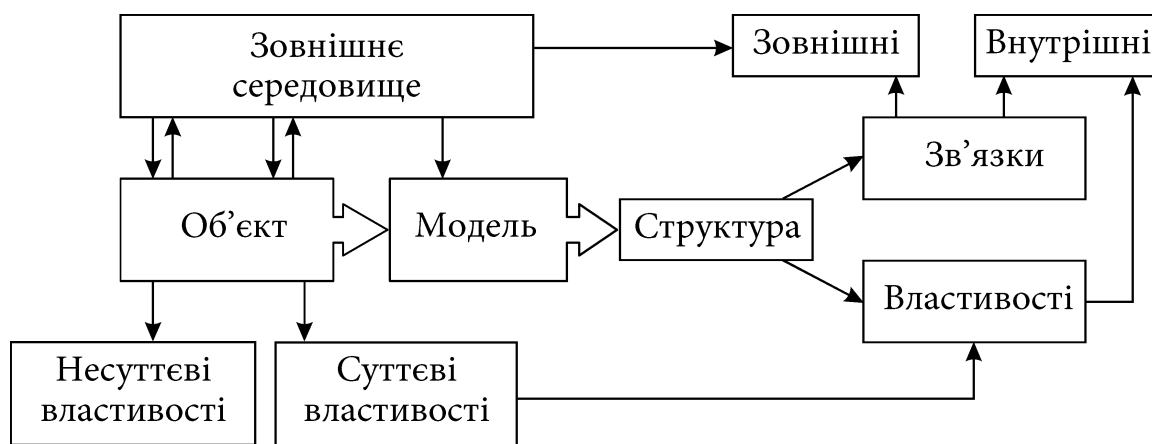 Зовнішнє
середовище
Зовнішні
Внутрішні
Зв’язки
Об’єкт
Модель
Структура
Властивості
Несуттєві
властивості
Суттєві
властивості